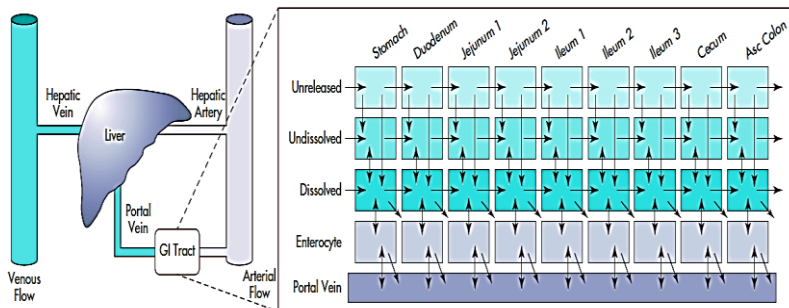 Hepatic
Vein
Liver
Hepatic
Artery
Portal
Vein
GI Tract
Venous
Flow
Arterial
Flow
Stomach
Duodenum
Jejunum 1
Jejunum 2
Ileum 1
Ileum 2
Ileum 3
Cecum
Asc Colon
Unreleased
Undissolved
Dissolved
Enterocyte
Portal Vein